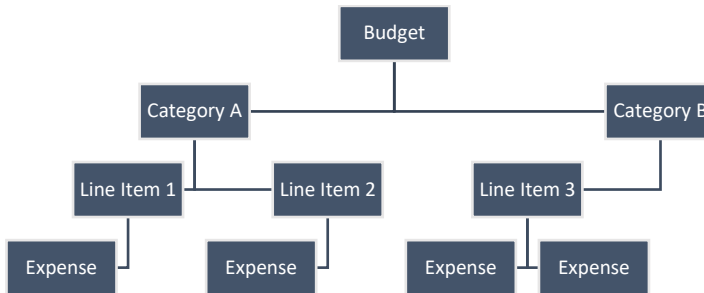 Budget
Category A
Category B
Line Item 1
Line Item 2
Line Item 3
Expense
Expense
Expense
Expense